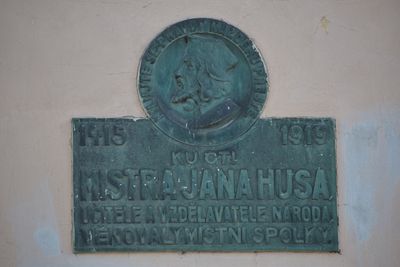 1415 1919
KU CTI
MISTRA JANA HUSA
UČITELE A VZDĚLAVATELE NÁRODA
VĚNOVALY MÍSTNÍ SPOLKY